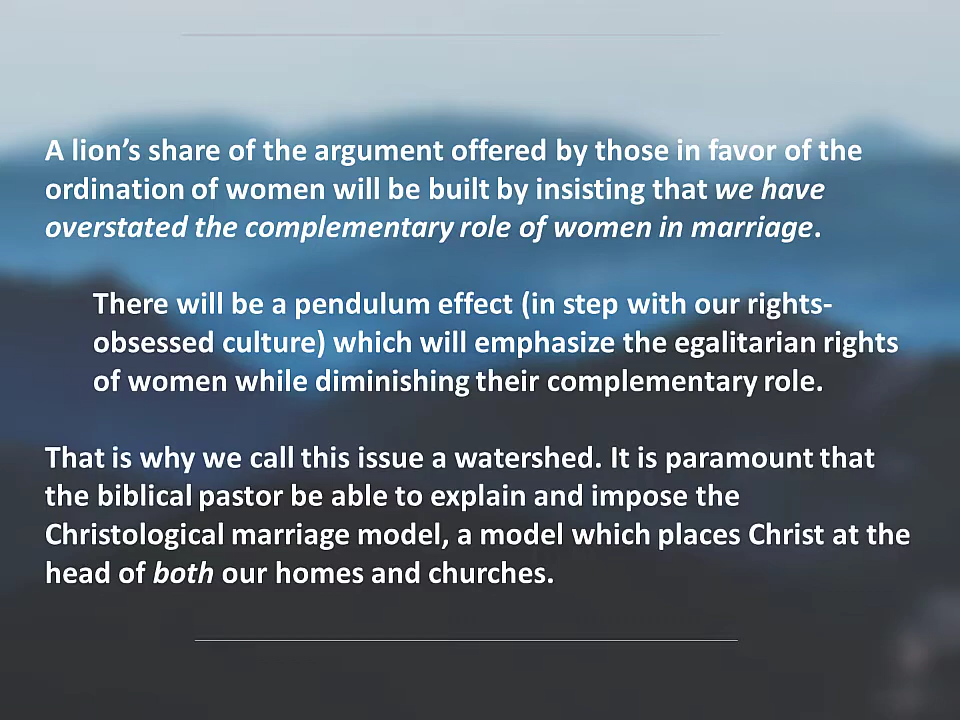 A lion’s share of the argument offered by those in favor of the
ordination of women will be built by insisting that we have
overstated the complementary role of women in marriage.
There will be a pendulum effect (in step with our rights-
obsessed culture) which will emphasize the egalitarian rights
of women while diminishing their complementary role.
That is why we call this issue a watershed. It is paramount that
the biblical pastor be able to explain and impose the
Christological marriage model, a model which places Christ at the
head of both our homes and churches.